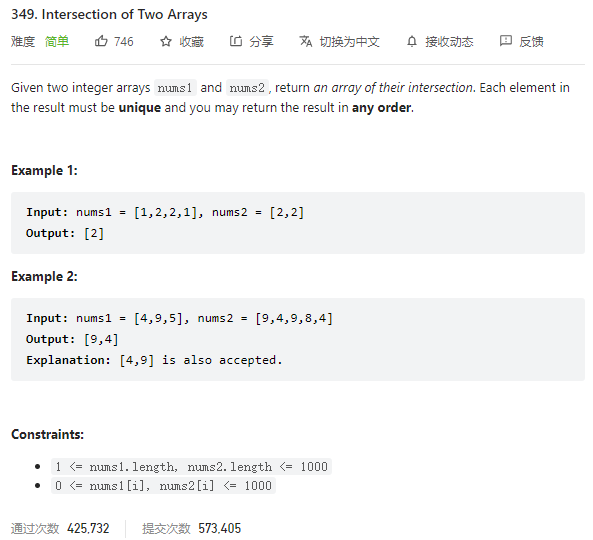 349. Intersection of Two Arrays
难度 简单 746 收藏 分享 切换为中文 接收动态 反馈
Given two integer arrays nums1 and nums2, return an array of their intersection. Each element in
the result must be unique and you may return the result in any order.
Example 1:
Input: nums1 = [1,2,2,1], nums2 = [2,2]
Output: [2]
Example 2:
Input: nums1 = [4,9,5], nums2 = [9,4,9,8,4]
Output: [9,4]
Explanation: [4,9] is also accepted.
Constraints:
1 <= nums1.length, nums2.length <= 1000
0 <= nums1[i], nums2[i] <= 1000
通过次数 425,732 提交次数 573,405